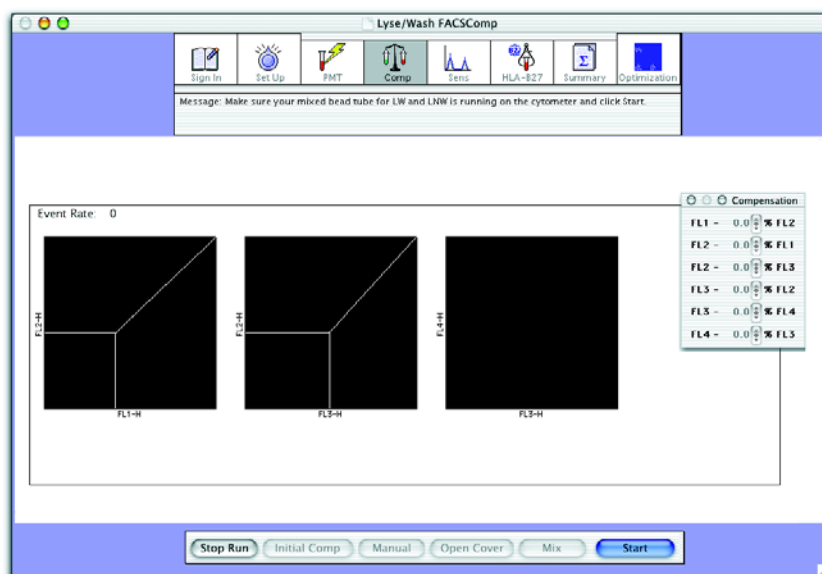 Lyse/Wash FACSComp
Sign In Set Up PMT Comp Sens HLA-B27 Summary Optimization
Message: Make sure your mixed bead tube for LW and LNW is running on the cytometer and click Start.
Event Rate: 0
Compensation
FL1 - 0.0 % FL2
FL2 - 0.0 % FL1
FL2 - 0.0 % FL3
FL3 - 0.0 % FL2
FL3 - 0.0 % FL4
FL4 - 0.0 % FL3
FL2-H FL2-H FL4-H
FL1-H FL3-H FL3-H
Stop Run Initial Comp Manual Open Cover Mix Start